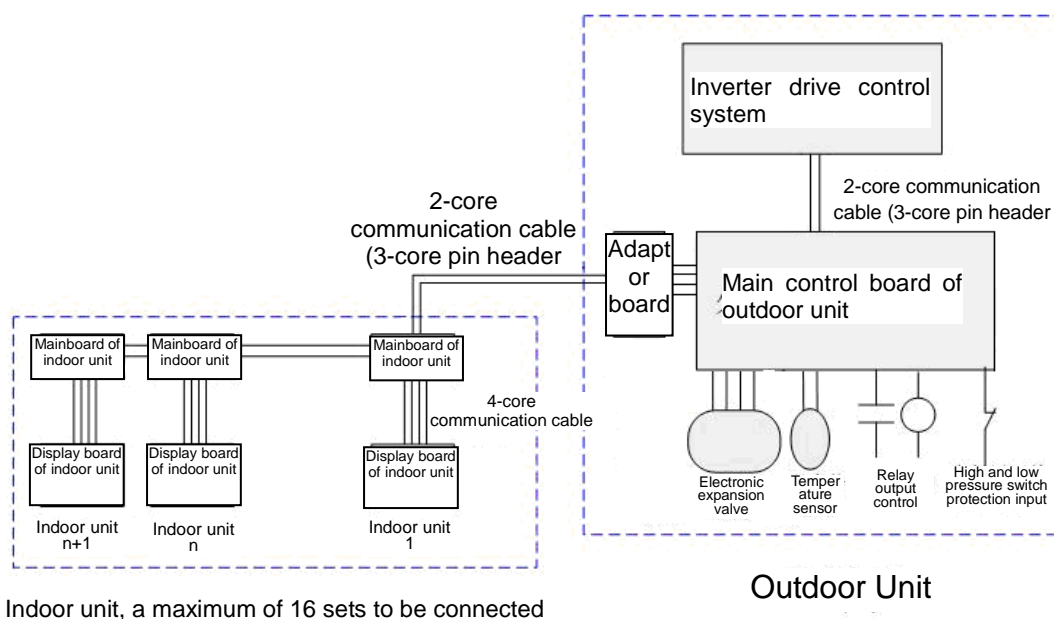 Inverter drive control
system
2-core communication
cable (3-core pin header
2-core
communication cable
(3-core pin header
Adapt
or
board
Main control board of
outdoor unit
Mainboard of
indoor unit
Mainboard of
indoor unit
Mainboard of
indoor unit
4-core
communication cable
Display board
of indoor unit
Display board
of indoor unit
Display board
of indoor unit
Indoor unit
n+1
Indoor unit
n
Indoor unit
1
Electronic
expansion
valve
Temper
ature
sensor
Relay
output
control
High and low
pressure switch
protection input
Outdoor Unit
Indoor unit, a maximum of 16 sets to be connected